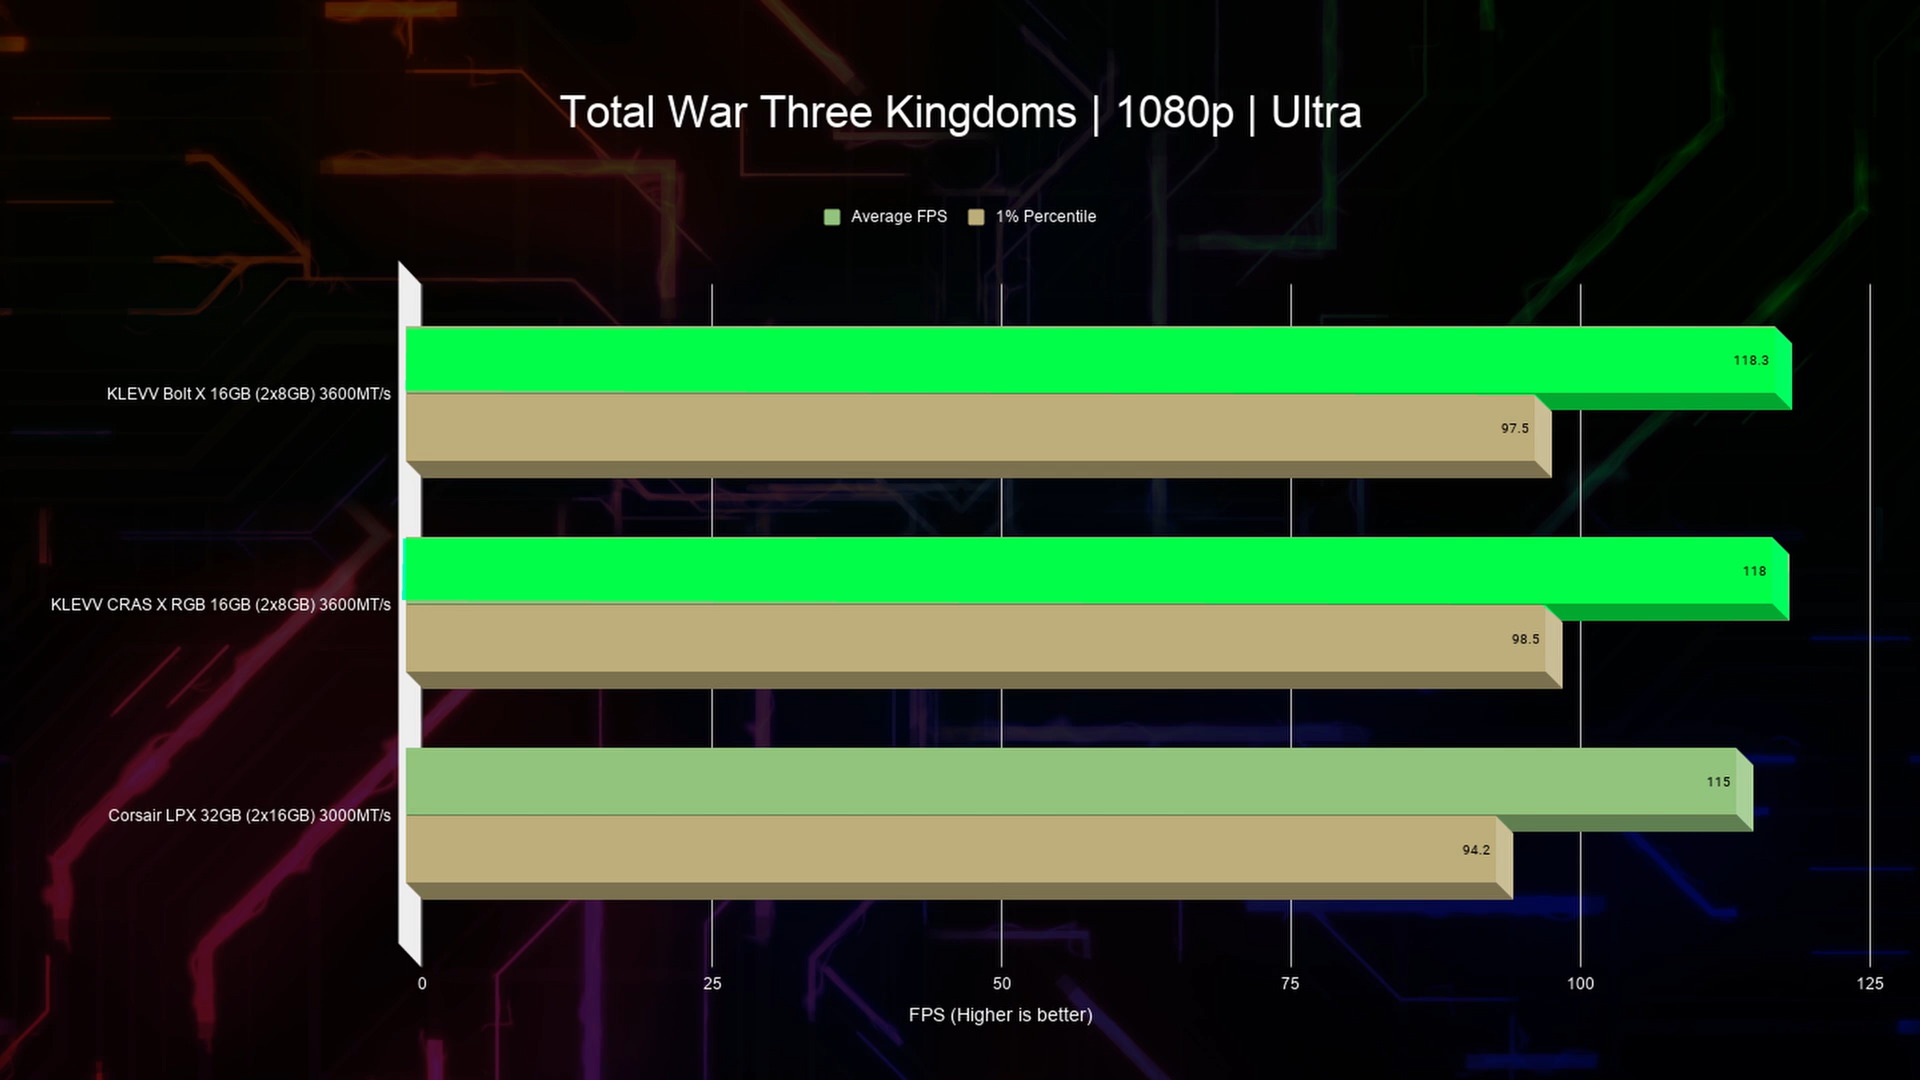 Total War Three Kingdoms | 1080p | Ultra
Average FPS 1% Percentile
118.3
KLEVV Bolt X 16GB (2x8GB) 3600MT/s
97.5
118
KLEVV CRAS X RGB 16GB (2x8GB) 3600MT/s
98.5
115
Corsair LPX 32GB (2x16GB) 3000MT/s
94.2
0 25 50 75 100 125
FPS (Higher is better)